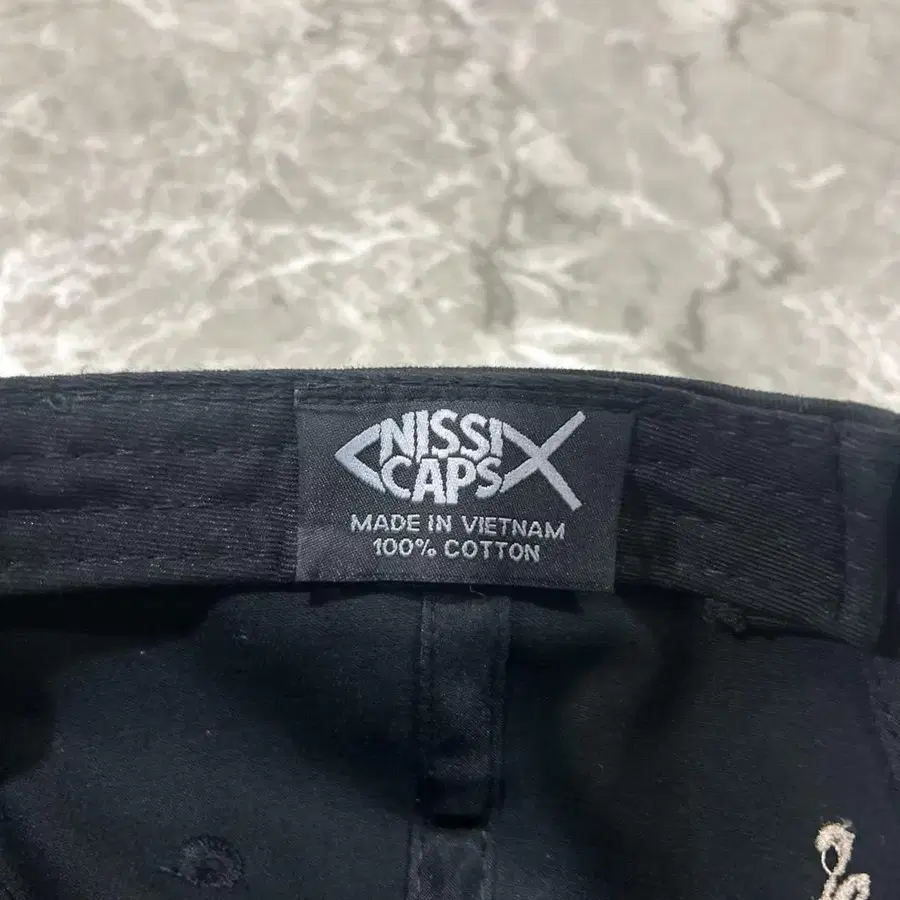 NISSI
CAPS
MADE IN VIETNAM
100% COTTON